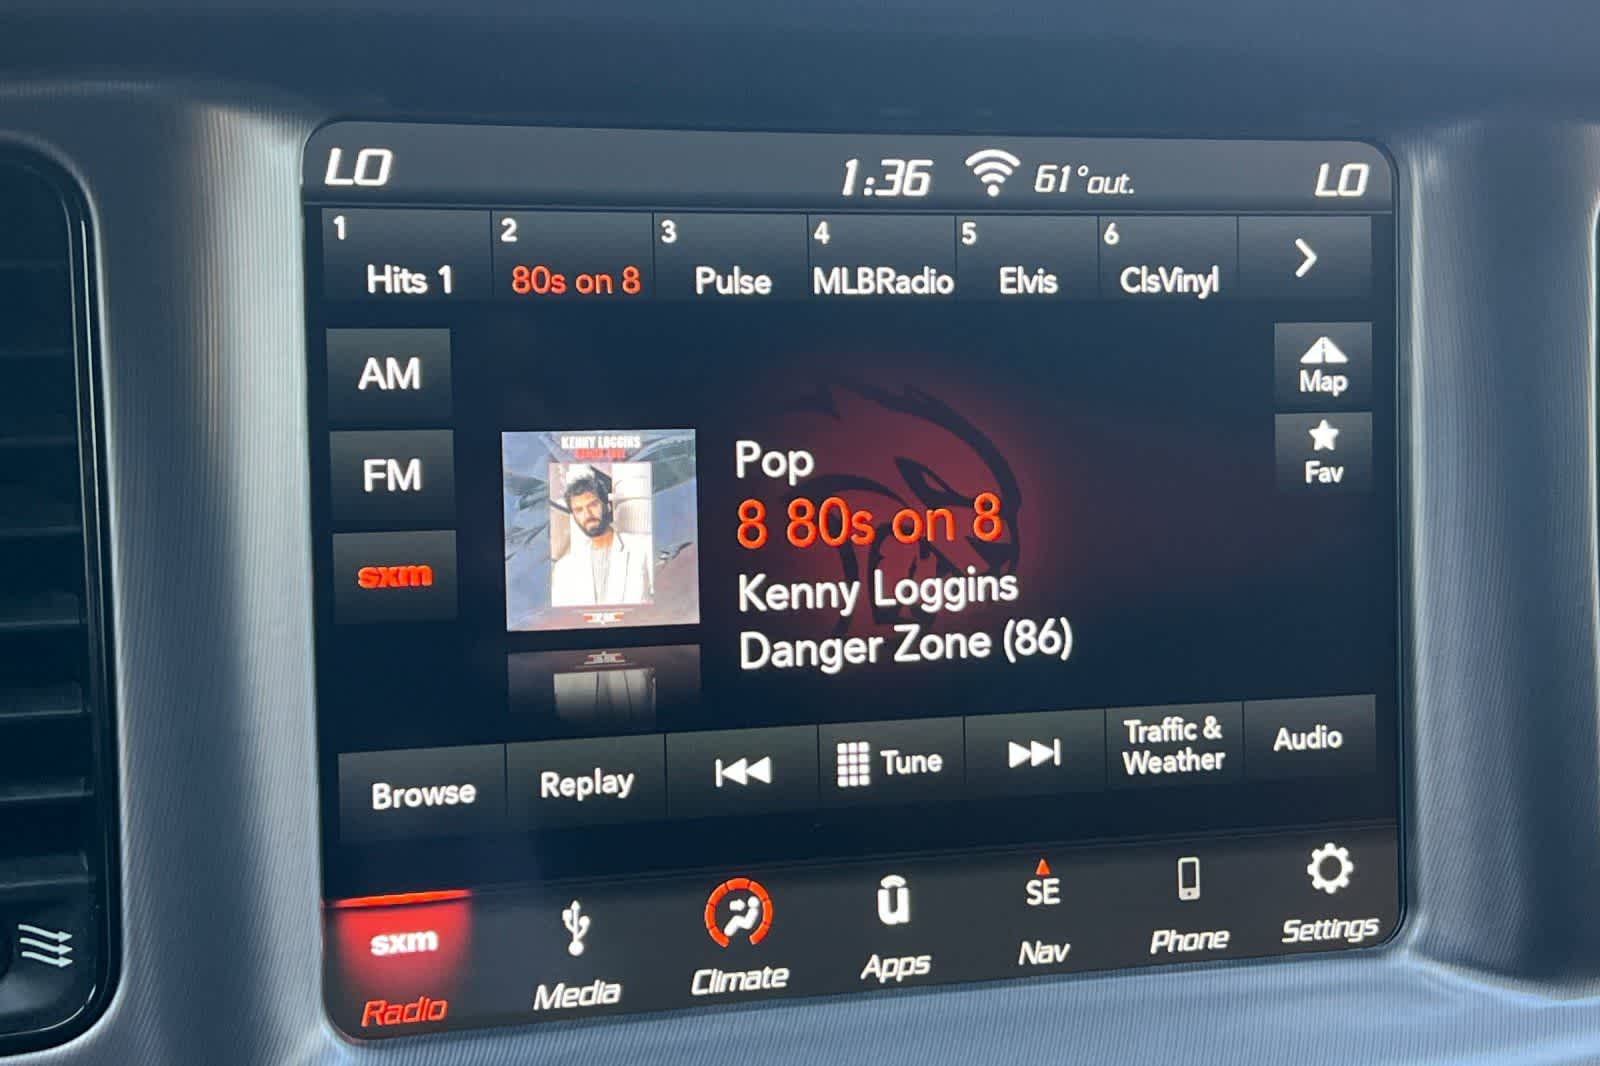 LO 1:36 61°out. LO
1 2 3 4 5 6
Hits 1 80s on 8 Pulse MLBRadio Elvis ClsVinyl
AM
FM
sxm
KENNY LOGGINS
DANGER ZONE
Pop
8 80s on 8
Kenny Loggins
Danger Zone (86)
Map
Fav
Browse Replay Tune Traffic & Weather Audio
sxm SE
Radio Media Climate Apps Nav Phone Settings